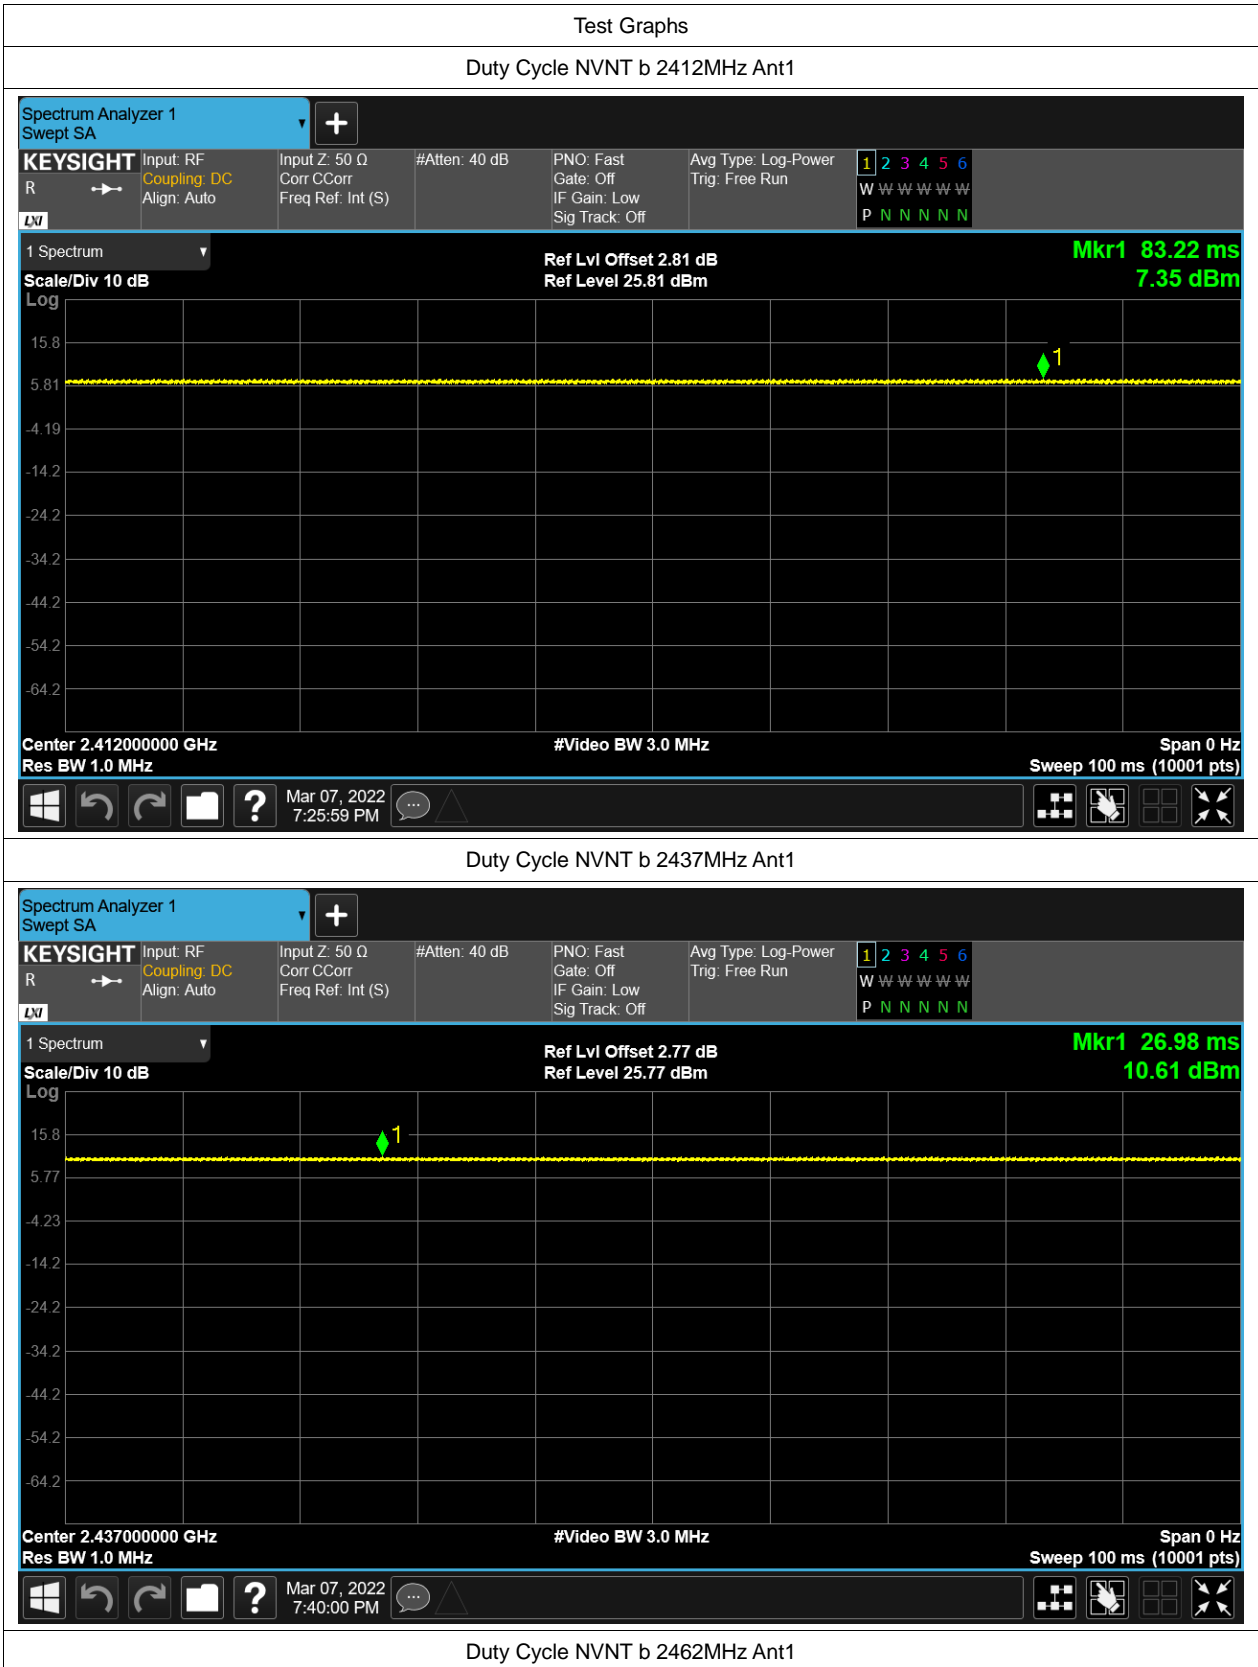 Test Graphs
Duty Cycle NVNT b 2412MHz Ant1
Spectrum Analyzer 1
Swept SA
KEYSIGHT Input: RF Input Z: 50 Ω #Atten: 40 dB PNO: Fast Avg Type: Log-Power 1 2 3 4 5 6
R Coupling: DC Corr CCorr Gate: Off Trig: Free Run W W W W W W
Align: Auto Freq Ref: Int (S) IF Gain: Low
LXI Sig Track: Off P N N N N N
1 Spectrum Ref Lvl Offset 2.81 dB Mkr1 83.22 ms
Scale/Div 10 dB Ref Level 25.81 dBm 7.35 dBm
Log
15.8
1
5.81
-4.19
-14.2
-24.2
-34.2
-44.2
-54.2
-64.2
Center 2.412000000 GHz #Video BW 3.0 MHz Span 0 Hz
Res BW 1.0 MHz Sweep 100 ms (10001 pts)
? Mar 07, 2022
7:25:59 PM
Duty Cycle NVNT b 2437MHz Ant1
Spectrum Analyzer 1
Swept SA
KEYSIGHT Input: RF Input Z: 50 Ω #Atten: 40 dB PNO: Fast Avg Type: Log-Power 1 2 3 4 5 6
R Coupling: DC Corr CCorr Gate: Off Trig: Free Run W W W W W W
Align: Auto Freq Ref: Int (S) IF Gain: Low
LXI Sig Track: Off P N N N N N
1 Spectrum Ref Lvl Offset 2.77 dB Mkr1 26.98 ms
Scale/Div 10 dB Ref Level 25.77 dBm 10.61 dBm
Log
15.8 1
5.77
-4.23
-14.2
-24.2
-34.2
-44.2
-54.2
-64.2
Center 2.437000000 GHz #Video BW 3.0 MHz Span 0 Hz
Res BW 1.0 MHz Sweep 100 ms (10001 pts)
? Mar 07, 2022
7:40:00 PM
Duty Cycle NVNT b 2462MHz Ant1